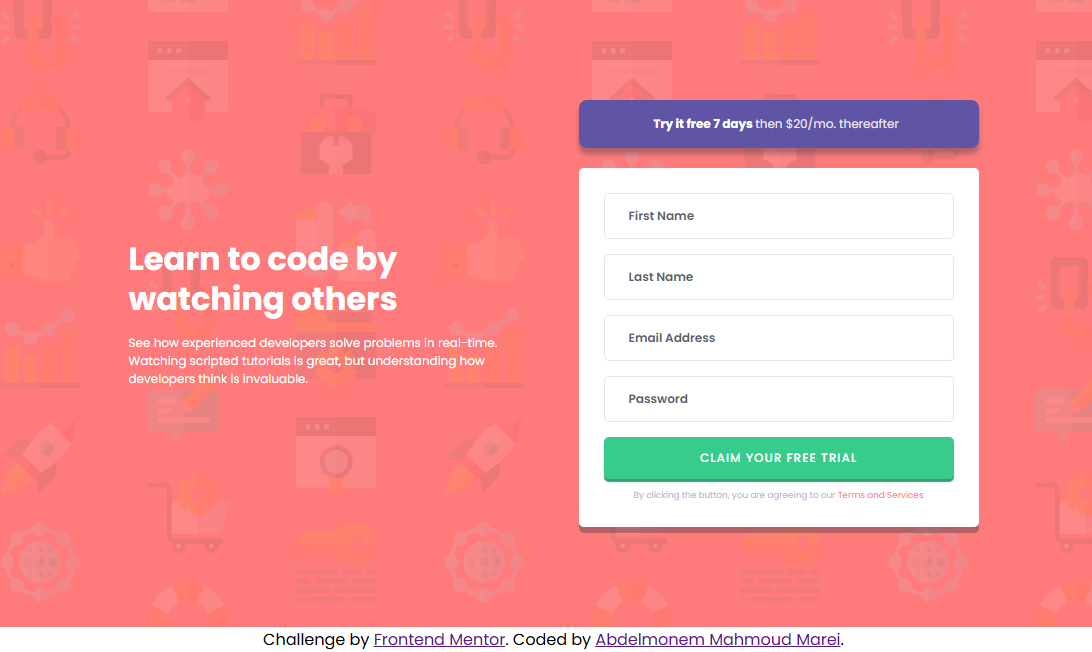 Learn to code by
watching others
See how experienced developers solve problems in real-time.
Watching scripted tutorials is great, but understanding how
developers think is invaluable.
Try it free 7 days then $20/mo. thereafter
First Name
Last Name
Email Address
Password
CLAIM YOUR FREE TRIAL
By clicking the button, you are agreeing to our Terms and Services
Challenge by Frontend Mentor. Coded by Abdelmonem Mahmoud Marei.